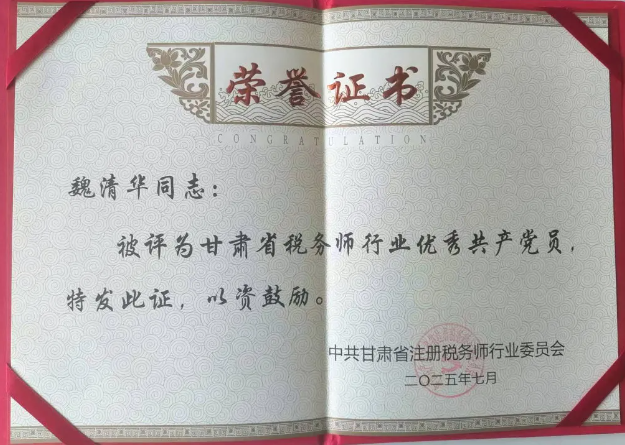 荣誉证书
CONGRATULATION
魏清华同志：
被评为甘肃省税务师行业优秀共产党员，
特发此证，以资鼓励。
中共甘肃省注册税务师行业委员会
二〇二五年七月